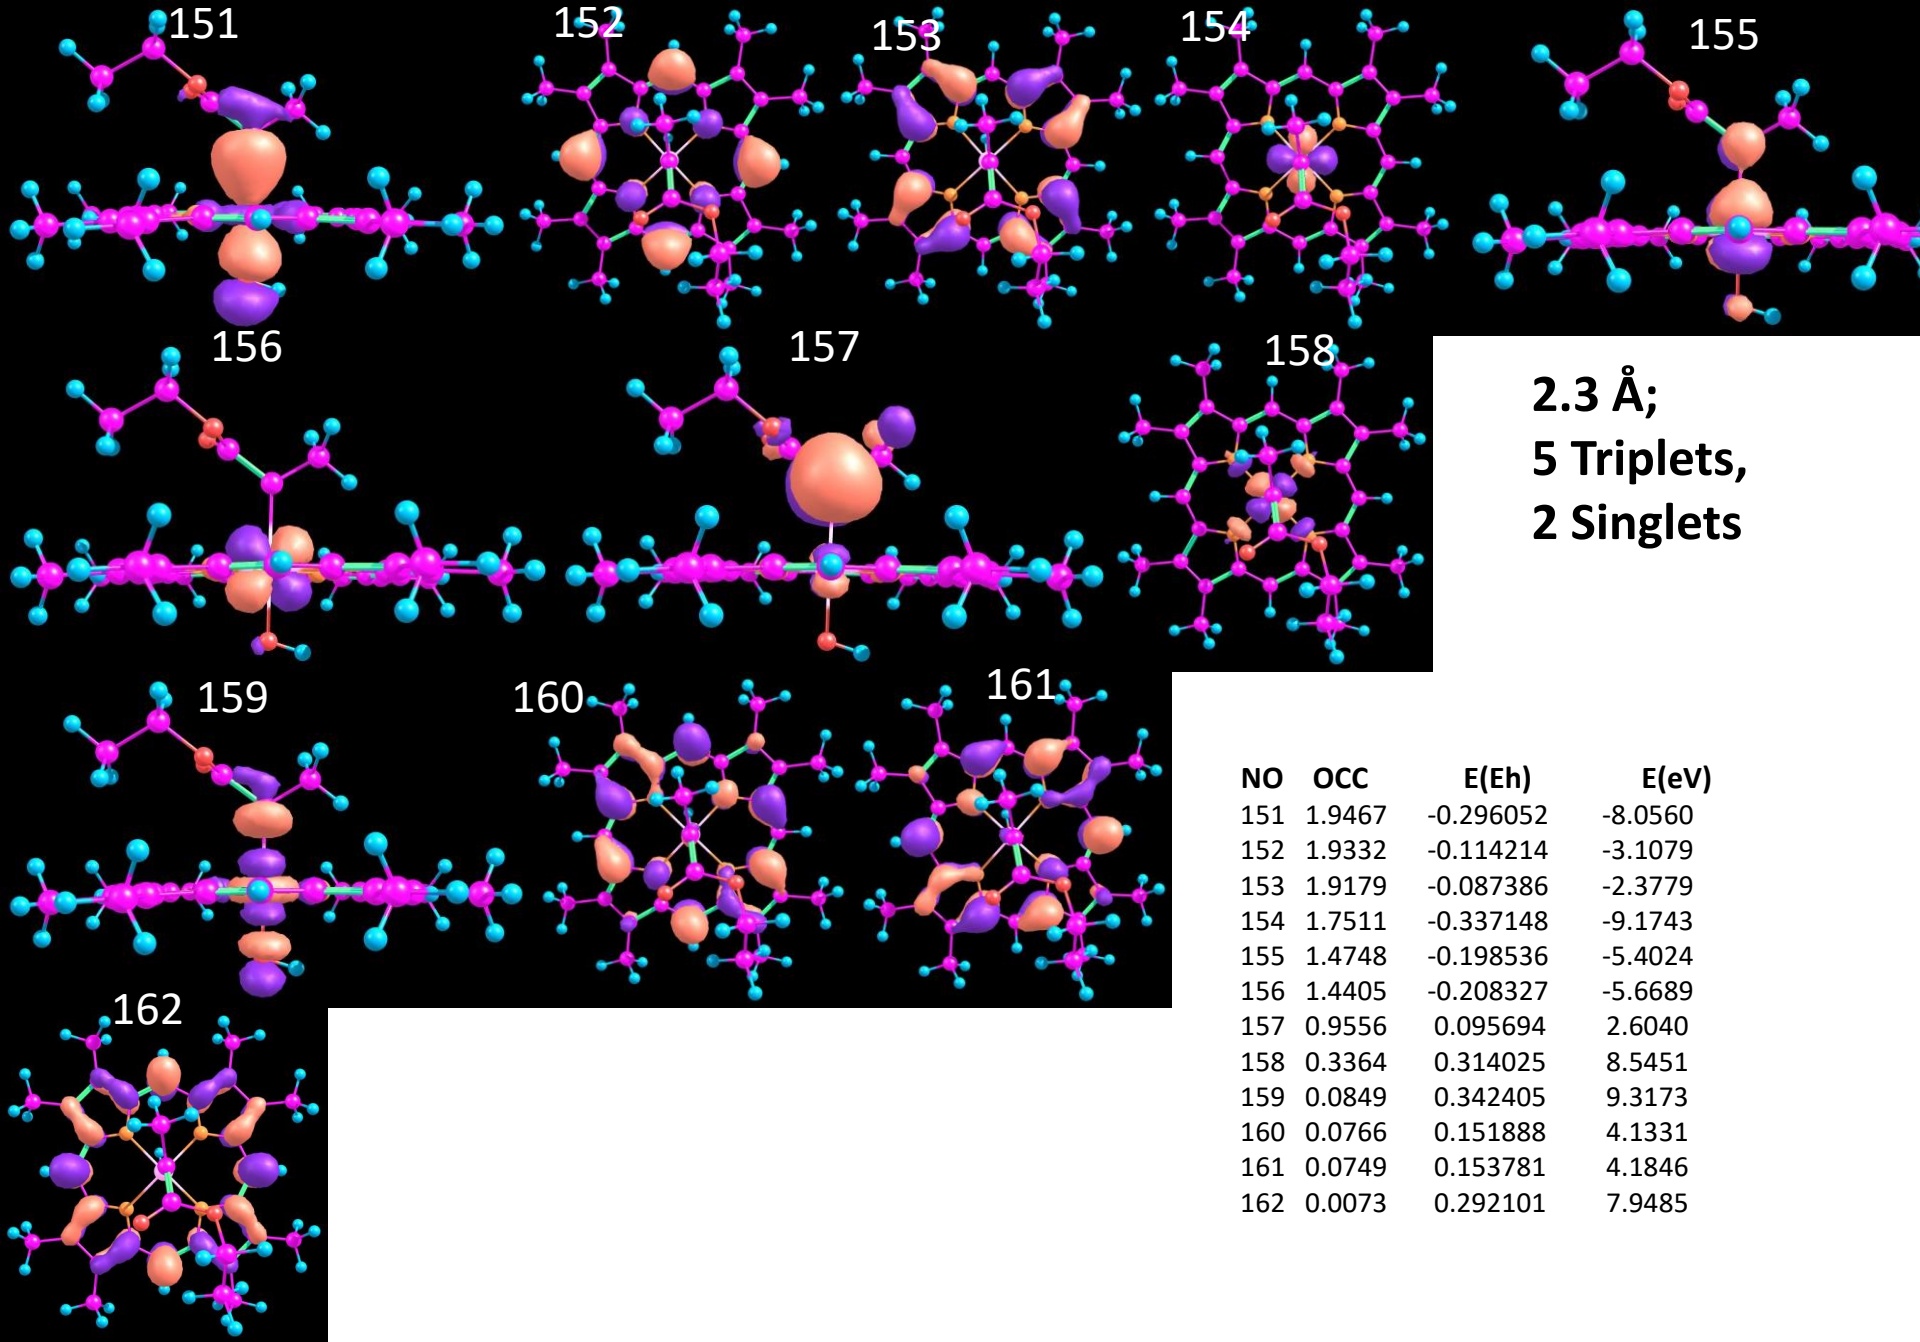 151
152
153
154
155
156
157
158
2.3 Å;
5 Triplets,
2 Singlets
159
160
161
162
NO OCC E(Eh) E(eV)
151 1.9467 -0.296052 -8.0560
152 1.9332 -0.114214 -3.1079
153 1.9179 -0.087386 -2.3779
154 1.7511 -0.337148 -9.1743
155 1.4748 -0.198536 -5.4024
156 1.4405 -0.208327 -5.6689
157 0.9556 0.095694 2.6040
158 0.3364 0.314025 8.5451
159 0.0849 0.342405 9.3173
160 0.0766 0.151888 4.1331
161 0.0749 0.153781 4.1846
162 0.0073 0.292101 7.9485